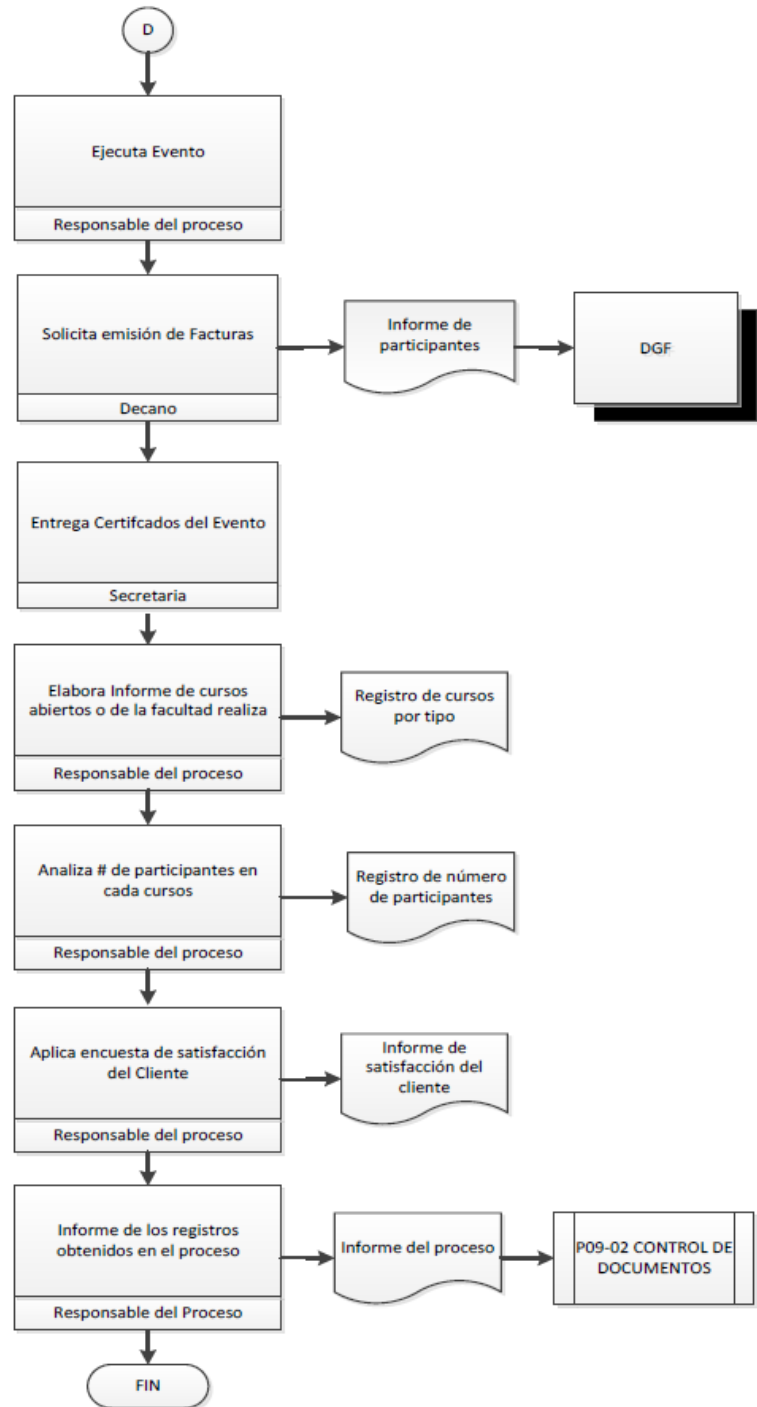 D
Ejecuta Evento
Responsable del proceso
Solicita emisión de Facturas
Decano
Informe de
participantes
DGF
Entrega Certifcados del Evento
Secretaria
Elabora Informe de cursos
abiertos o de la facultad realiza
Responsable del proceso
Registro de cursos
por tipo
Analiza # de participantes en
cada cursos
Responsable del proceso
Registro de número
de participantes
Aplica encuesta de satisfacción
del Cliente
Responsable del proceso
Informe de
satisfacción del
cliente
Informe de los registros
obtenidos en el proceso
Responsable del Proceso
Informe del proceso
P09-02 CONTROL DE
DOCUMENTOS
FIN